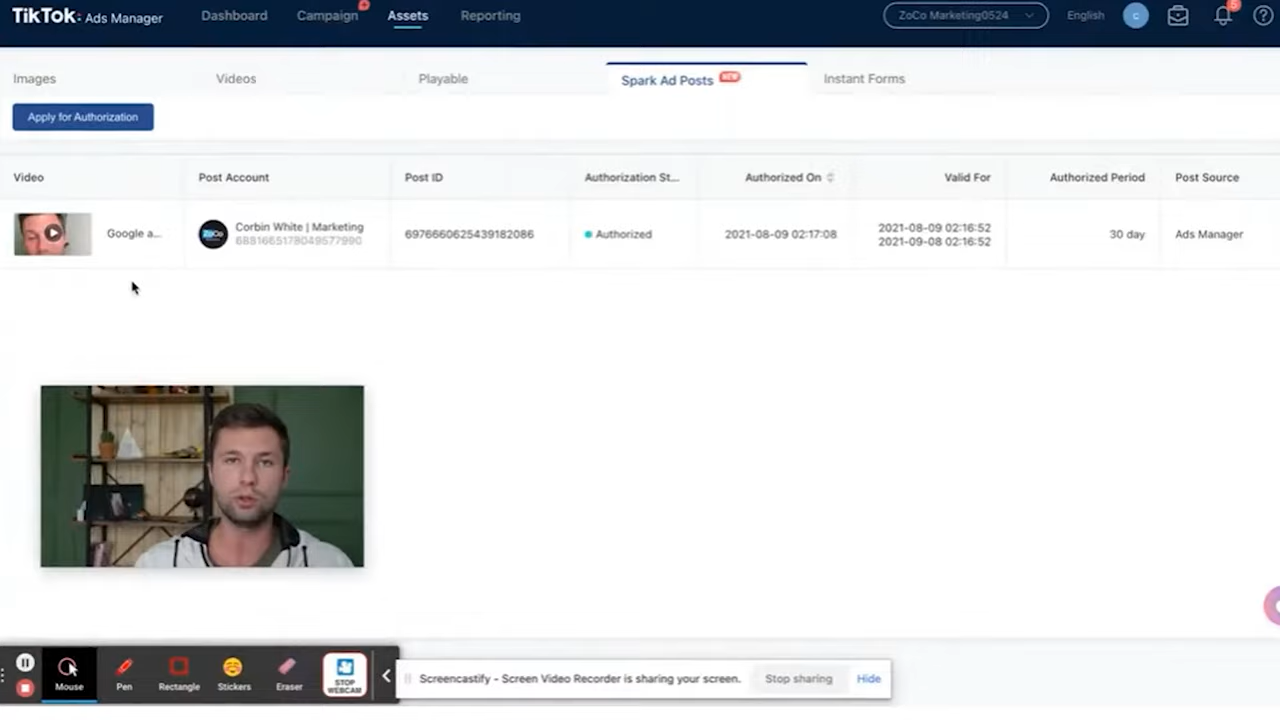 TikTok: Ads Manager Dashboard Campaign Assets Reporting ZoCo Marketing0524 English C 5 ?
Images Videos Playable Spark Ad Posts NEW Instant Forms
Apply for Authorization
Video Post Account Post ID Authorization St... Authorized On Valid For Authorized Period Post Source
Google a... ZoCo Corbin White | Marketing 6976660625439182086 Authorized 2021-08-09 02:17:08 2021-08-09 02:16:52 30 day Ads Manager
6881665178049577990 2021-09-08 02:16:52
Mouse Pen Rectangle Stickers Eraser STOP WEBCAM
Screencastify - Screen Video Recorder is sharing your screen. Stop sharing Hide